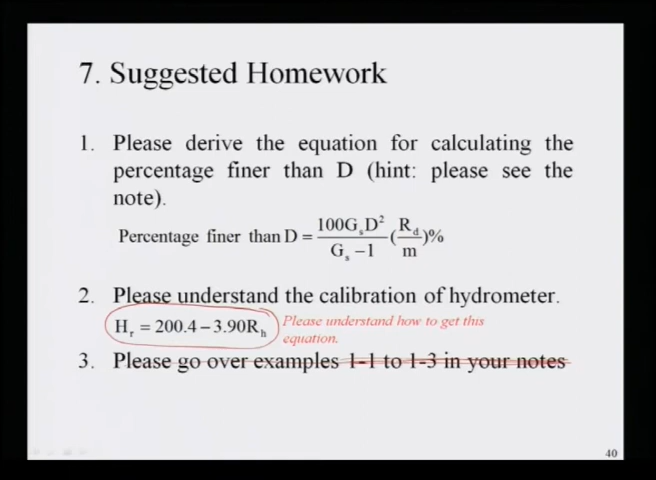 7. Suggested Homework
1. Please derive the equation for calculating the
percentage finer than D (hint: please see the
note).
Percentage finer than D = \frac{100G_sD^2}{G_s-1}(\frac{R_d}{m})%
2. Please understand the calibration of hydrometer.
H_r = 200.4 – 3.90R_h Please understand how to get this
equation.
3. Please go over examples 1-1 to 1-3 in your notes
40